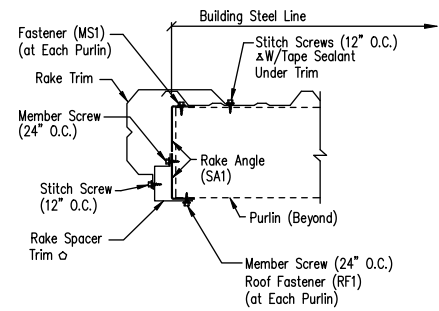 Building Steel Line
Fastener (MS1)
(at Each Purlin)
Stitch Screws (12" O.C.)
W/Tape Sealant
Under Trim
Rake Trim
Member Screw
(24" O.C.)
Rake Angle
(SA1)
Stitch Screw
(12" O.C.)
Purlin (Beyond)
Rake Spacer
Trim ✩
Member Screw (24" O.C.)
Roof Fastener (RF1)
(at Each Purlin)